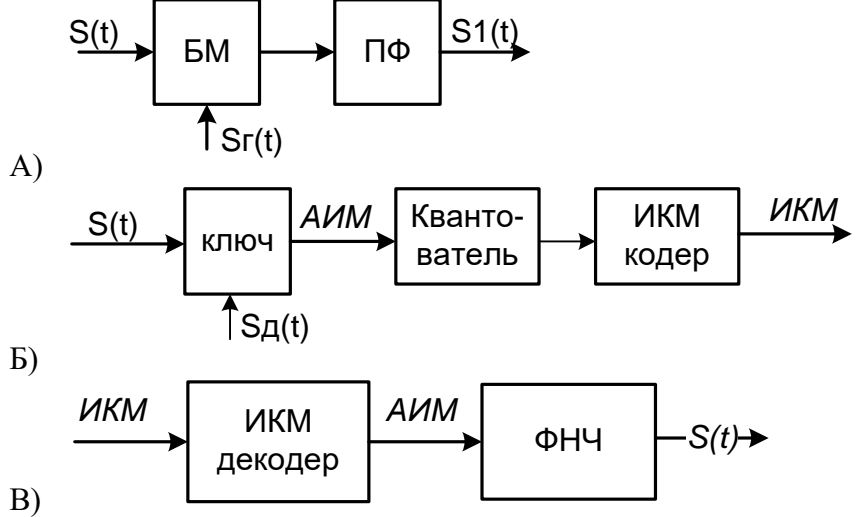 S(t)
БМ
ПФ
S1(t)
Sг(t)
А)
S(t)
ключ
АИМ
Кванто-
ватель
ИКМ
кодер
ИКМ
Sд(t)
Б)
ИКМ
ИКМ
декодер
АИМ
ФНЧ
S(t)
В)